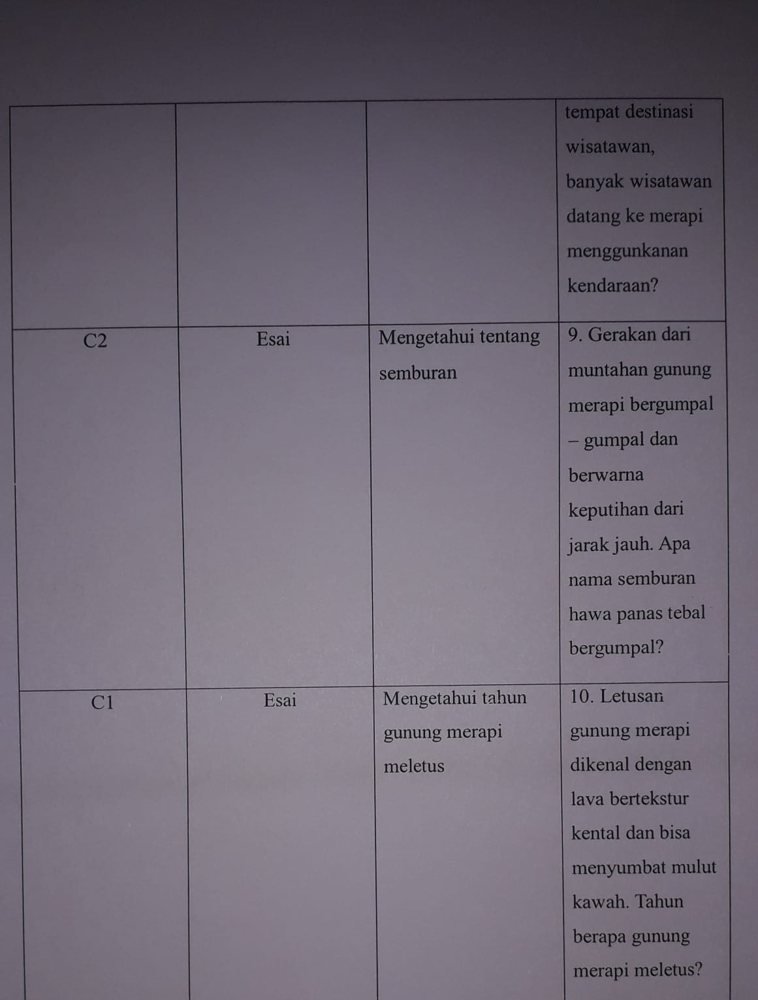 tempat destinasi
wisatawan,
banyak wisatawan
datang ke merapi
menggunkanan
kendaraan?
C2
Esai
Mengetahui tentang
semburan
9. Gerakan dari
muntahan gunung
merapi bergumpal
– gumpal dan
berwarna
keputihan dari
jarak jauh. Apa
nama semburan
hawa panas tebal
bergumpal?
C1
Esai
Mengetahui tahun
gunung merapi
meletus
10. Letusan
gunung merapi
dikenal dengan
lava bertekstur
kental dan bisa
menyumbat mulut
kawah. Tahun
berapa gunung
merapi meletus?